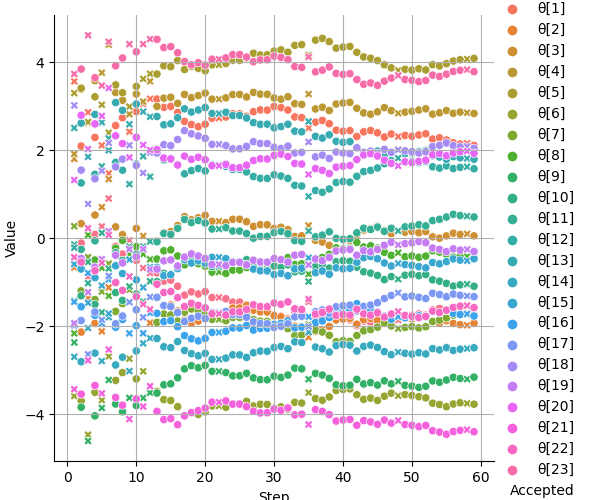 θ[1]
θ[2]
θ[3]
θ[4]
θ[5]
θ[6]
θ[7]
θ[8]
θ[9]
θ[10]
θ[11]
θ[12]
θ[13]
θ[14]
θ[15]
θ[16]
θ[17]
θ[18]
θ[19]
θ[20]
θ[21]
θ[22]
θ[23]
Accepted
Value
4
2
0
−2
−4
0
10
20
30
40
50
60
Step